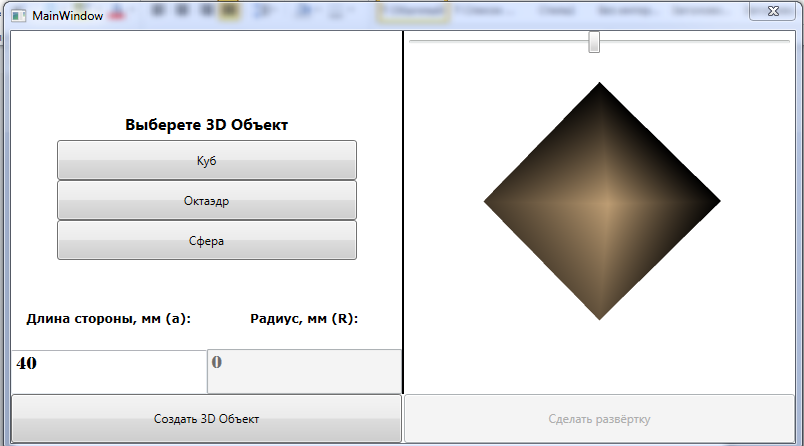 MainWindow
Выберете 3D Объект
Куб
Октаэдр
Сфера
Длина стороны, мм (a): Радиус, мм (R):
40 0
Создать 3D Объект Сделать развёртку